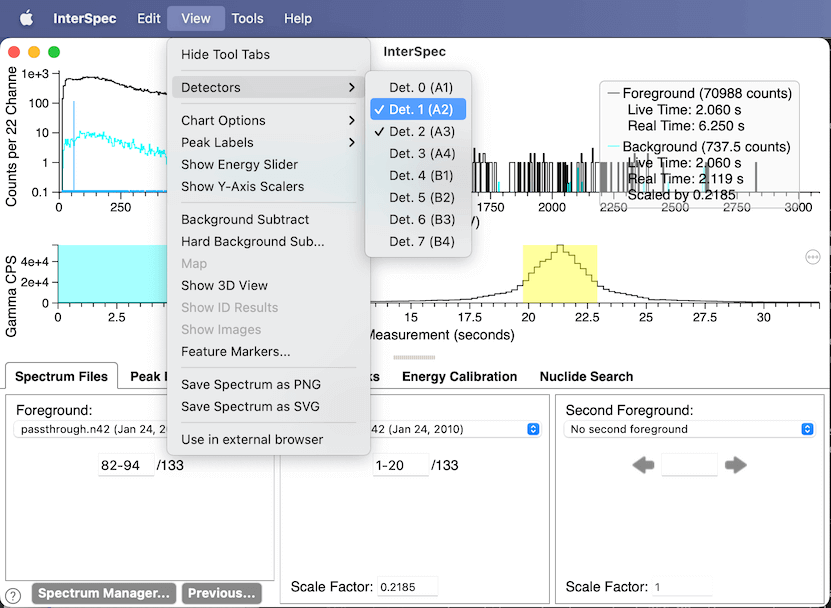 InterSpec Edit View Tools Help
InterSpec
Hide Tool Tabs
Detectors
Chart Options
Peak Labels
Show Energy Slider
Show Y-Axis Scalers
Background Subtract
Hard Background Sub...
Map
Show 3D View
Show ID Results
Show Images
Feature Markers...
Save Spectrum as PNG
Save Spectrum as SVG
Use in external browser
Det. 0 (A1)
Det. 1 (A2)
Det. 2 (A3)
Det. 3 (A4)
Det. 4 (B1)
Det. 5 (B2)
Det. 6 (B3)
Det. 7 (B4)
Counts per 22 Channe
1e+3
100
10
1
0.1
0 250 1750 2000 2250 2500 2750 3000
V)
Foreground (70988 counts)
Live Time: 2.060 s
Real Time: 6.250 s
Background (737.5 counts)
Live Time: 2.060 s
Real Time: 2.119 s
Scaled by 0.2185
Gamma CPS
4e+4
2e+4
0
0 2.5 15 17.5 20 22.5 25 27.5 30
Measurement (seconds)
Spectrum Files Peak ks Energy Calibration Nuclide Search
Foreground:
passthrough.n42 (Jan 24, 20
82-94 /133
42 (Jan 24, 2010)
1-20 /133
Scale Factor: 0.2185
Second Foreground:
No second foreground
Scale Factor: 1
? Spectrum Manager... Previous...